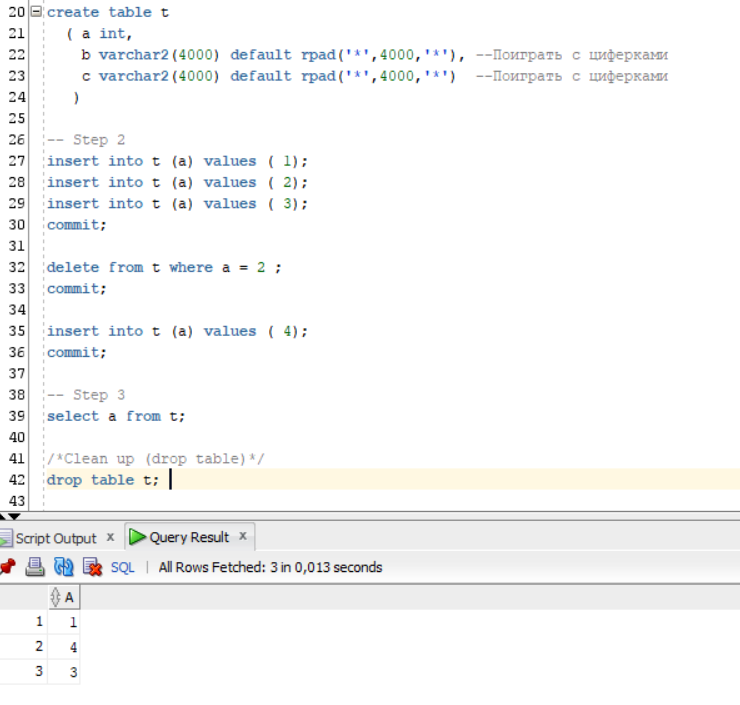 20 create table t
21 ( a int,
22 b varchar2(4000) default rpad('*',4000,'*'), --Поиграть с циферками
23 c varchar2(4000) default rpad('*',4000,'*') --Поиграть с циферками
24 )
25
26 -- Step 2
27 insert into t (a) values ( 1);
28 insert into t (a) values ( 2);
29 insert into t (a) values ( 3);
30 commit;
31
32 delete from t where a = 2 ;
33 commit;
34
35 insert into t (a) values ( 4);
36 commit;
37
38 -- Step 3
39 select a from t;
40
41 /*Clean up (drop table)*/
42 drop table t;
43
Script Output x Query Result x
SQL | All Rows Fetched: 3 in 0,013 seconds
A
1 1
2 4
3 3